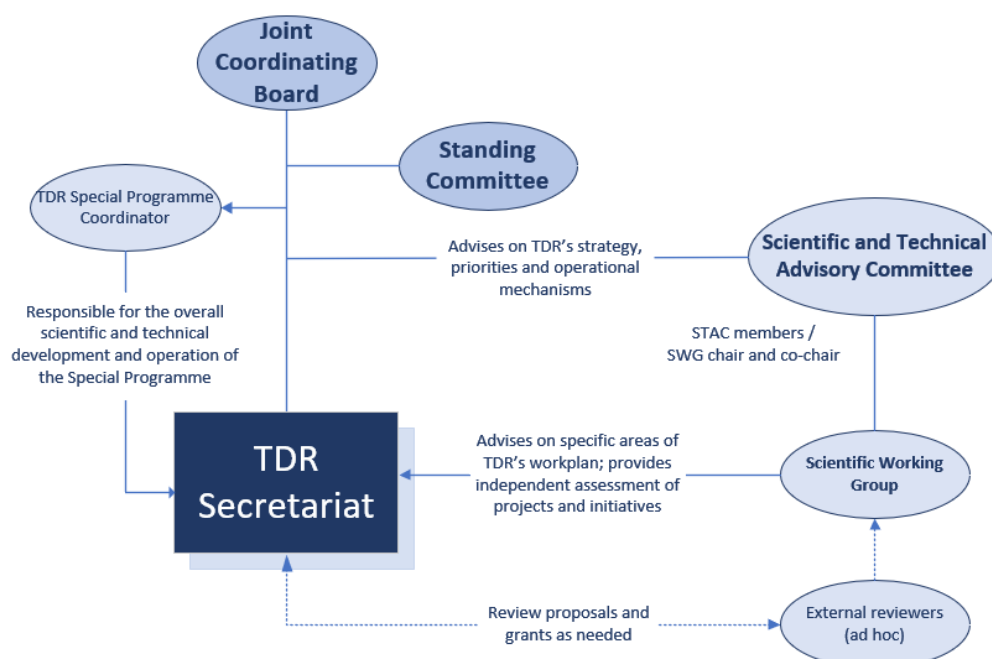 Joint
Coordinating
Board
Standing
Committee
TDR Special Programme
Coordinator
Advises on TDR's strategy,
priorities and operational
mechanisms
Scientific and Technical
Advisory Committee
Responsible for the overall
scientific and technical
development and operation of
the Special Programme
STAC members /
SWG chair and co-chair
TDR
Secretariat
Advises on specific areas of
TDR's workplan; provides
independent assessment of
projects and initiatives
Scientific Working
Group
Review proposals and
grants as needed
External reviewers
(ad hoc)